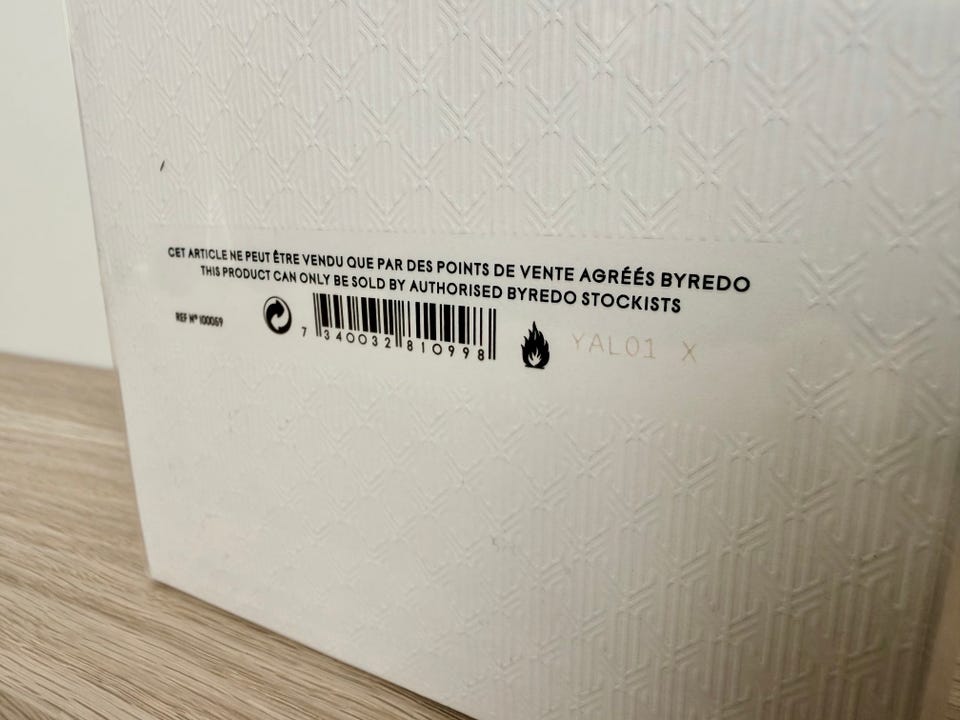 CET ARTICLE NE PEUT ÊTRE VENDU QUE PAR DES POINTS DE VENTE AGRÉÉS BYREDO
THIS PRODUCT CAN ONLY BE SOLD BY AUTHORISED BYREDO STOCKISTS
REF Nº 100059
7 340032 810998
YAL01 X